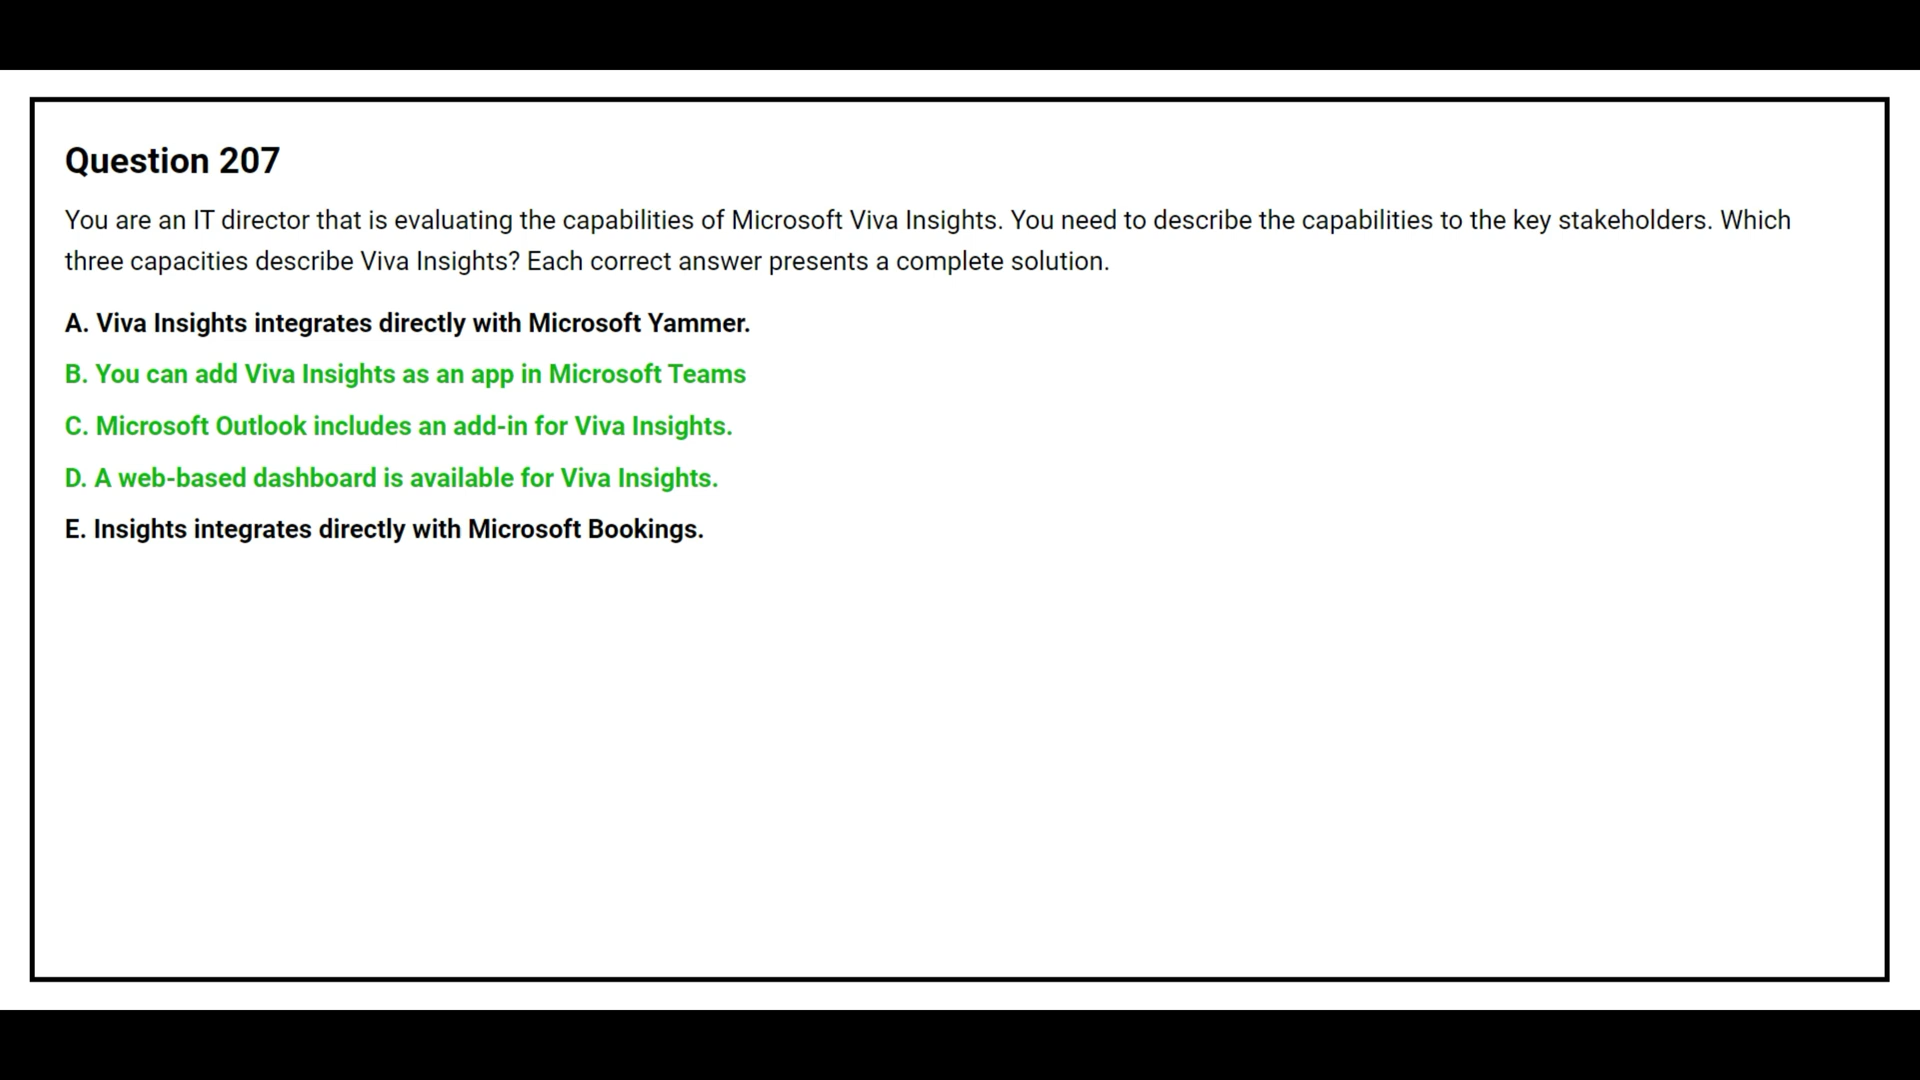 Question 207
You are an IT director that is evaluating the capabilities of Microsoft Viva Insights. You need to describe the capabilities to the key stakeholders. Which
three capacities describe Viva Insights? Each correct answer presents a complete solution.
A. Viva Insights integrates directly with Microsoft Yammer.
B. You can add Viva Insights as an app in Microsoft Teams
C. Microsoft Outlook includes an add-in for Viva Insights.
D. A web-based dashboard is available for Viva Insights.
E. Insights integrates directly with Microsoft Bookings.